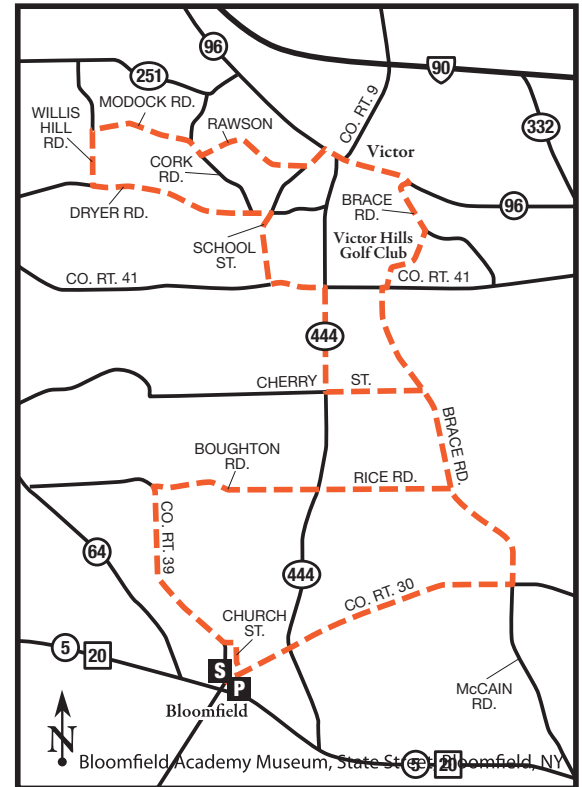 96
90
251
CO. RT. 9
WILLIS
HILL
RD.
MODOCK RD.
RAWSON
332
CORK
RD.
Victor
DRYER RD.
BRACE
RD.
96
SCHOOL
ST.
Victor Hills
Golf Club
CO. RT. 41
CO. RT. 41
444
CHERRY ST.
BRACE RD.
BOUGHTON
RD.
RICE RD.
CO. RT. 39
64
444
CO. RT. 30
CHURCH
ST.
5
20
S
P
McCAIN
RD.
Bloomfield
N
Bloomfield Academy Museum, State Street, Bloomfield, NY
5
20